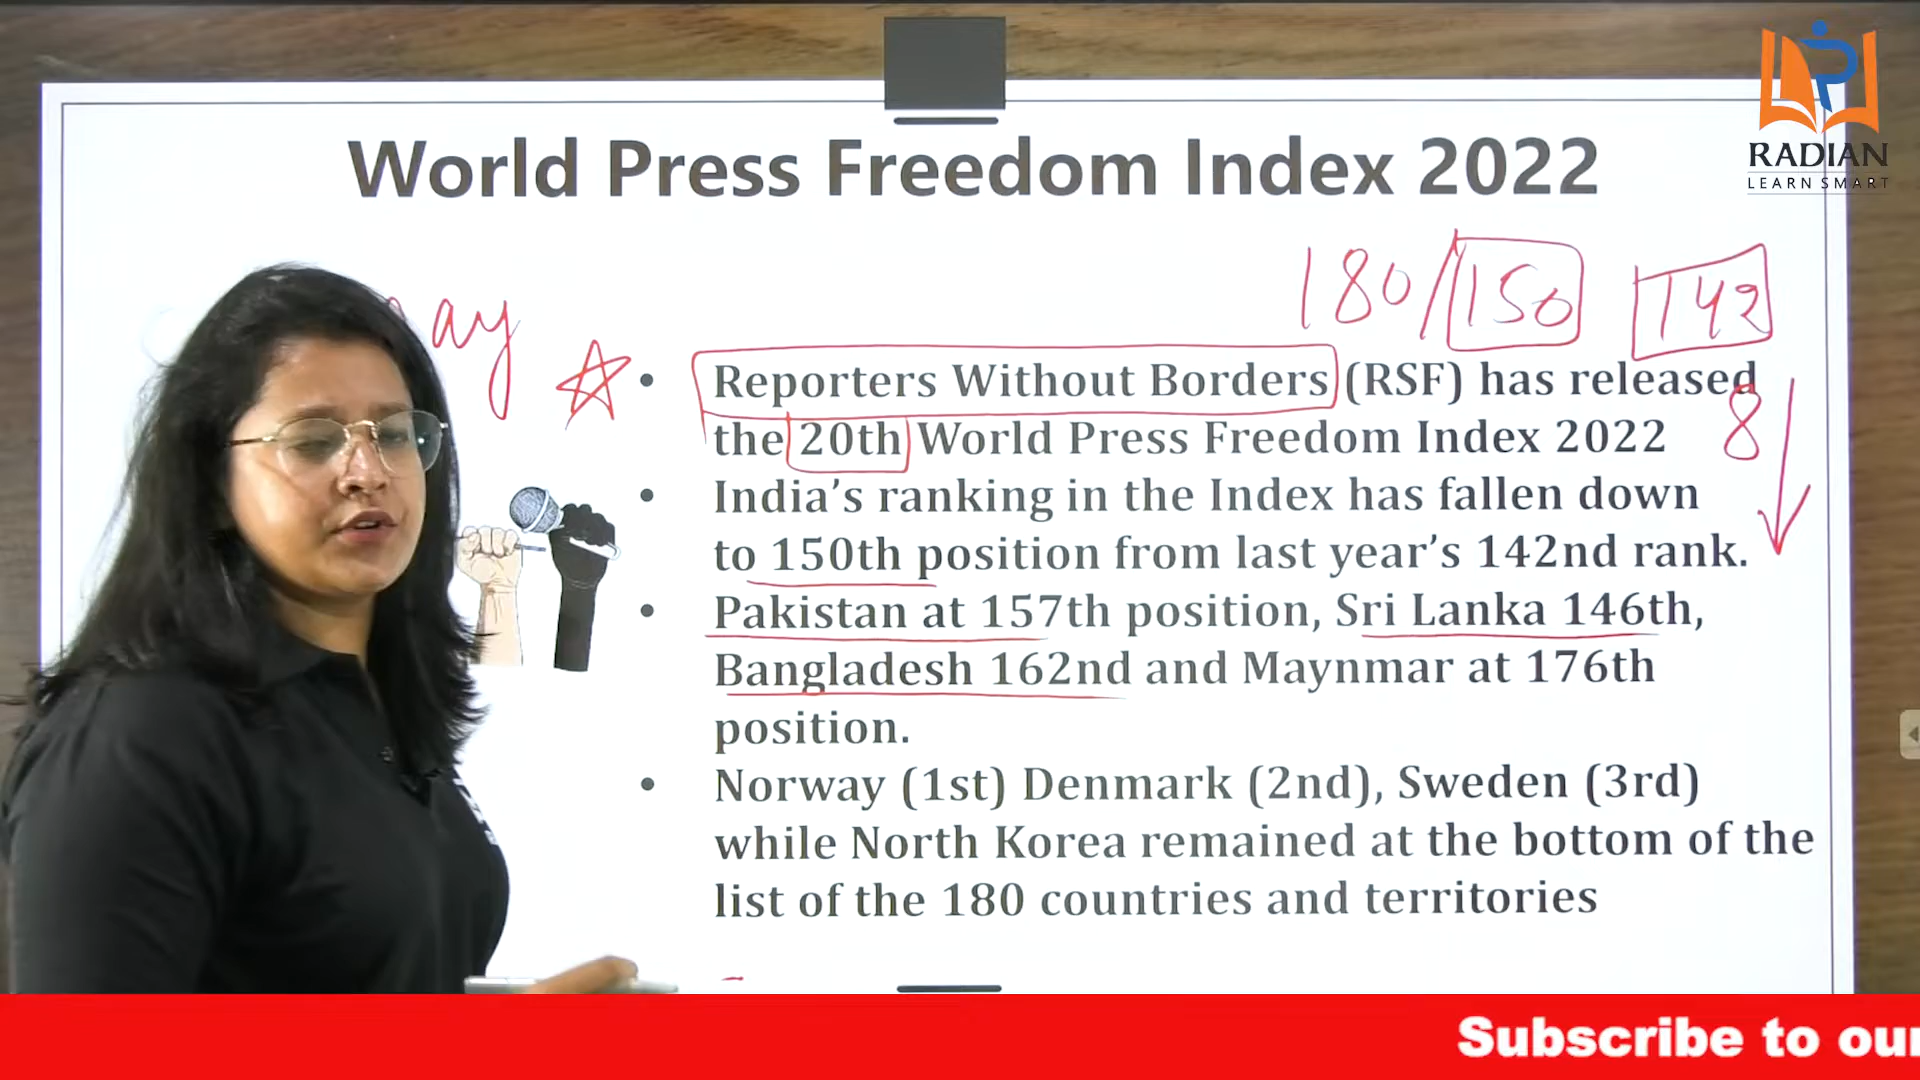 World Press Freedom Index 2022
RADIAN
LEARN SMART
180/150 142
ay
• Reporters Without Borders (RSF) has released
8
the 20th World Press Freedom Index 2022
• India's ranking in the Index has fallen down
to 150th position from last year's 142nd rank.
• Pakistan at 157th position, Sri Lanka 146th,
Bangladesh 162nd and Maynmar at 176th
position.
• Norway (1st) Denmark (2nd), Sweden (3rd)
while North Korea remained at the bottom of the
list of the 180 countries and territories
Subscribe to ou